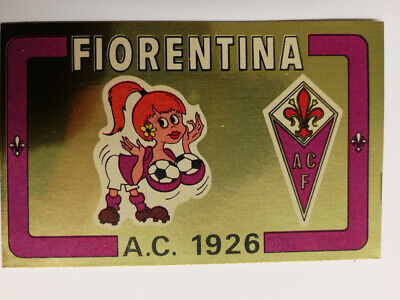 FIORENTINA
A C
F
A.C. 1926